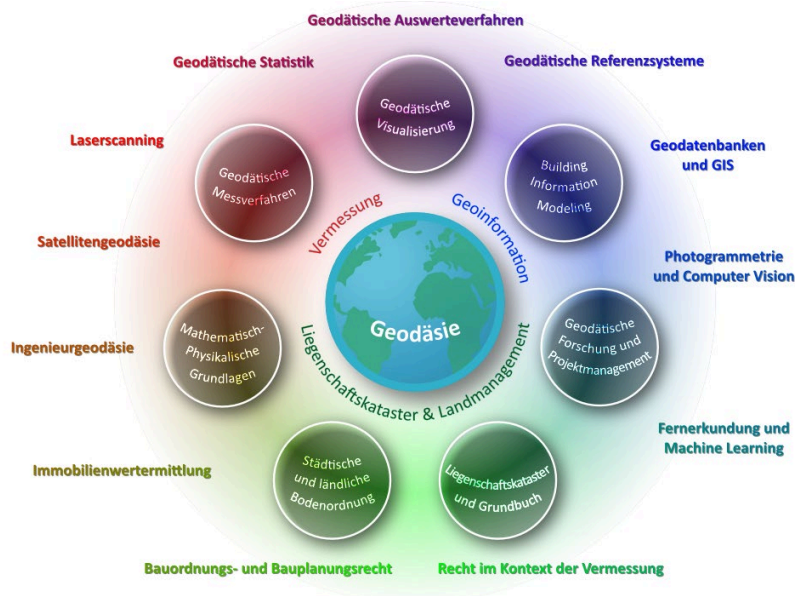 Geodätische Auswerteverfahren
Geodätische Statistik
Geodätische Referenzsysteme
Geodätische
Visualisierung
Laserscanning
Geodatenbanken
und GIS
Geodätische
Messverfahren
Building
Information
Modeling
Vermessung
Geoinformation
Satellitengeodäsie
Photogrammetrie
und Computer Vision
Geodäsie
Liegenschaftskataster & Landmanagement
Ingenieurgeodäsie
Mathematisch-
Physikalische
Grundlagen
Geodätische
Forschung und
Projektmanagement
Fernerkundung und
Machine Learning
Immobilienwertermittlung
Städtische
und ländliche
Bodenordnung
Liegenschaftskataster
und Grundbuch
Bauordnungs- und Bauplanungsrecht
Recht im Kontext der Vermessung